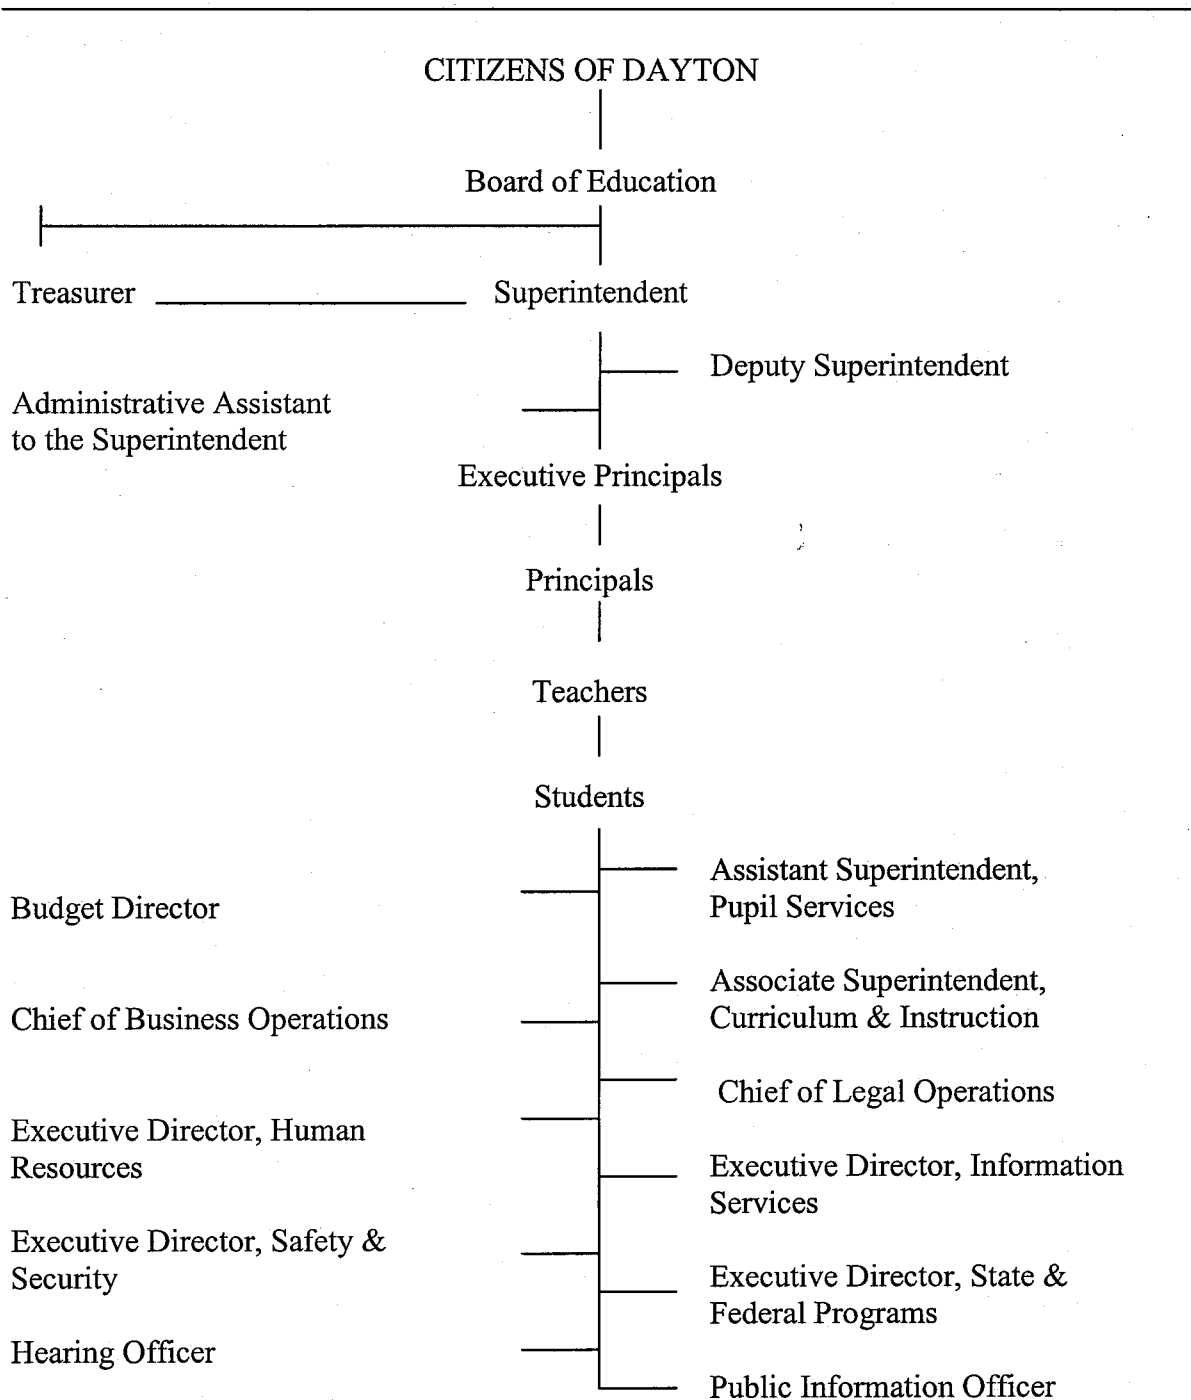 CITIZENS OF DAYTON
Board of Education
Treasurer
Superintendent
Deputy Superintendent
Administrative Assistant
to the Superintendent
Executive Principals
Principals
Teachers
Students
Assistant Superintendent,
Pupil Services
Budget Director
Associate Superintendent,
Curriculum & Instruction
Chief of Business Operations
Chief of Legal Operations
Executive Director, Human
Resources
Executive Director, Information
Services
Executive Director, Safety &
Security
Executive Director, State &
Federal Programs
Hearing Officer
Public Information Officer